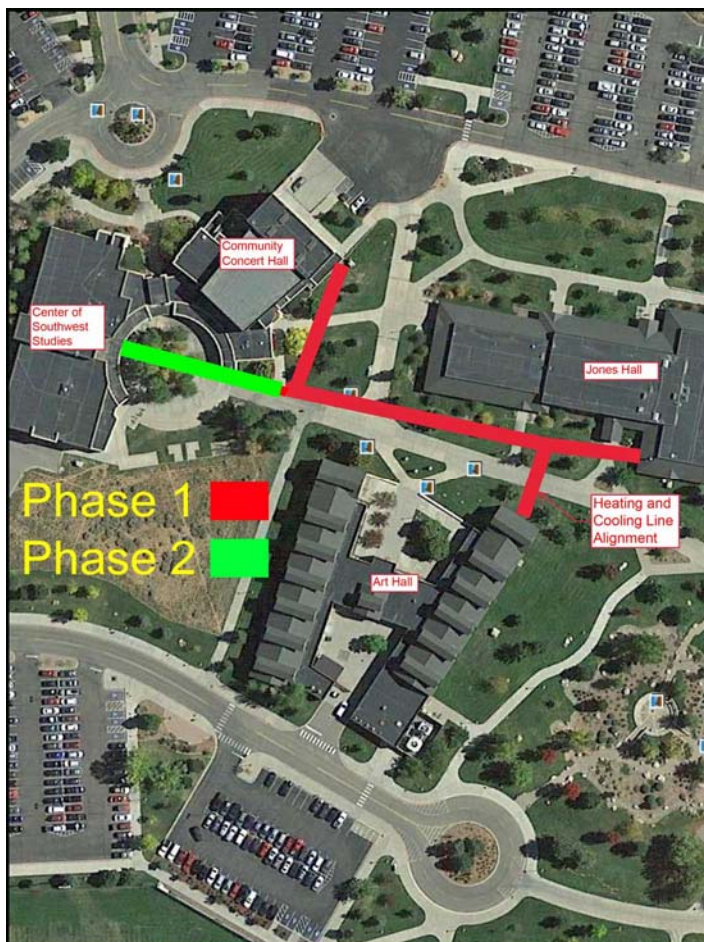 Community
Concert Hall
Center of
Southwest
Studies
Jones Hall
Phase 1
Phase 2
Heating and
Cooling Line
Alignment
Art Hall